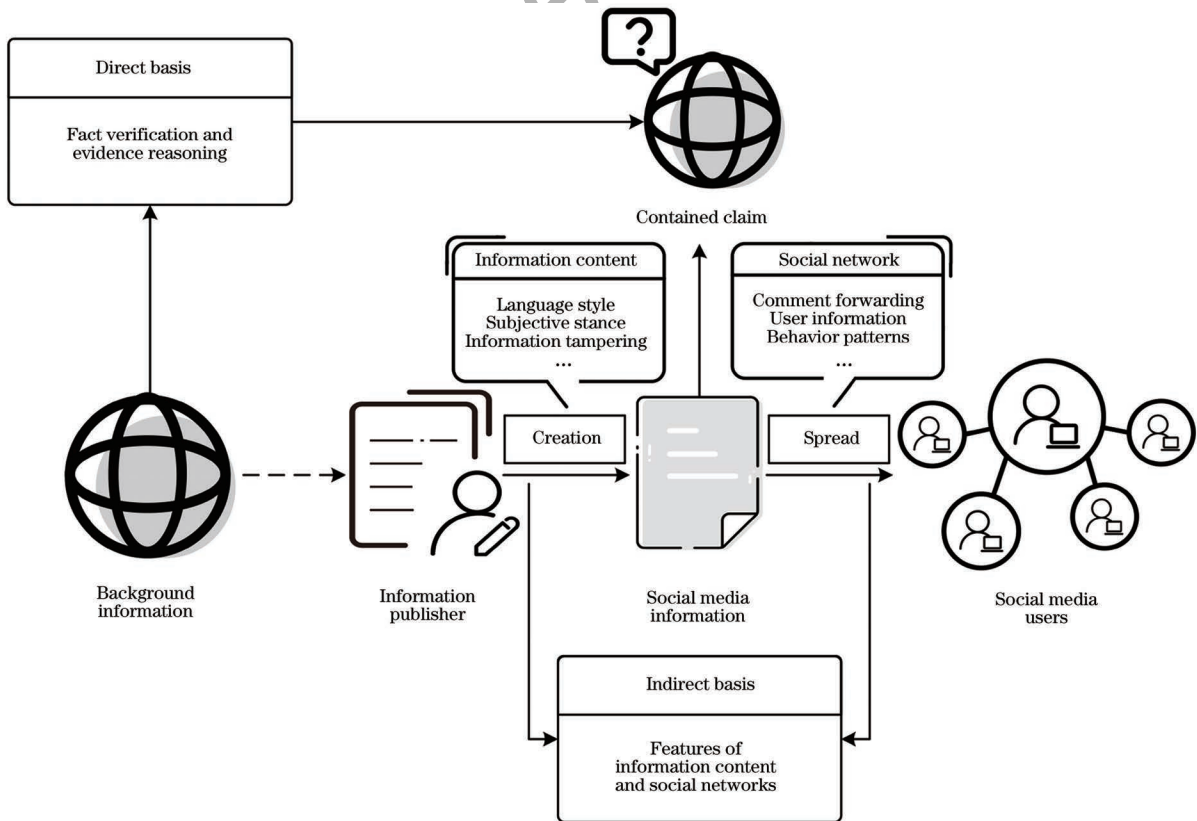 Direct basis
Fact verification and
evidence reasoning
?
Contained claim
Information content
Language style
Subjective stance
Information tampering
...
Social network
Comment forwarding
User information
Behavior patterns
...
Creation
Spread
Background
information
Information
publisher
Social media
information
Social media
users
Indirect basis
Features of
information content
and social networks